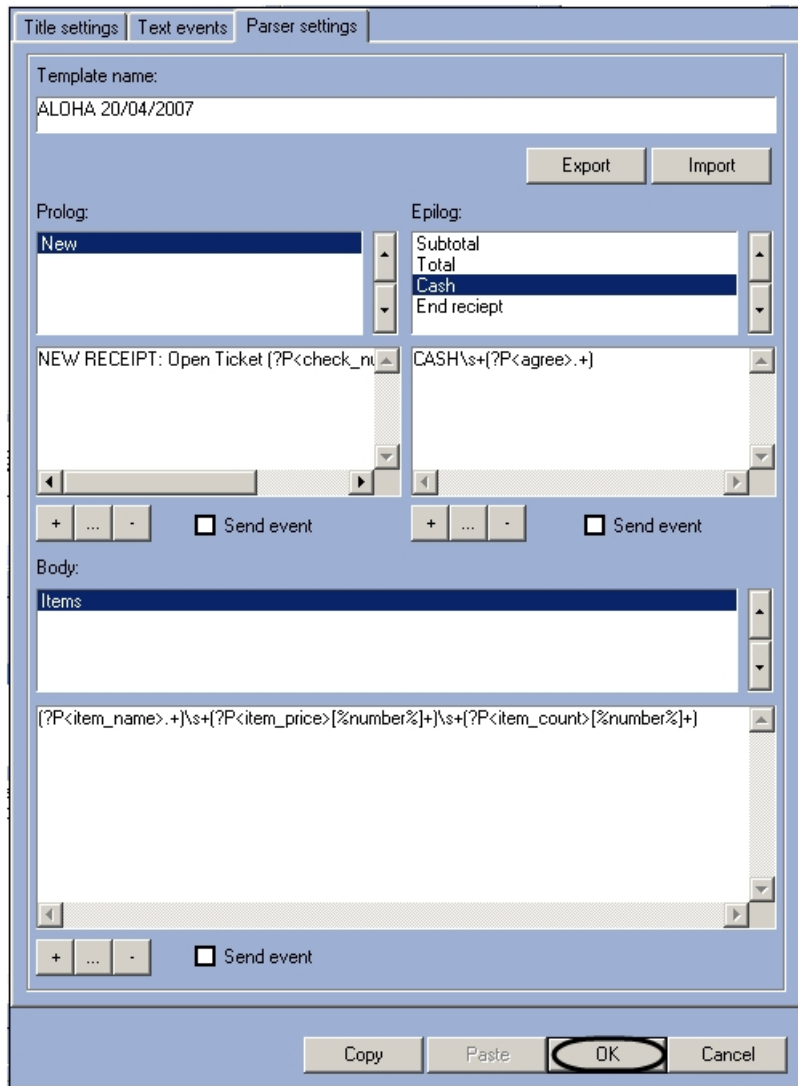 Title settings Text events Parser settings
Template name:
ALOHA 20/04/2007
Export Import
Prolog: Epilog:
New
Subtotal
Total
Cash
End reciept
NEW RECEIPT: Open Ticket (?P<check_nu
CASH\s+(?P<agree>.+)
+ ... - Send event + ... - Send event
Body:
Items
(?P<item_name>.+)\s+(?P<item_price>[%number%]+)\s+(?P<item_count>[%number%]+)
+ ... - Send event
Copy Paste OK Cancel